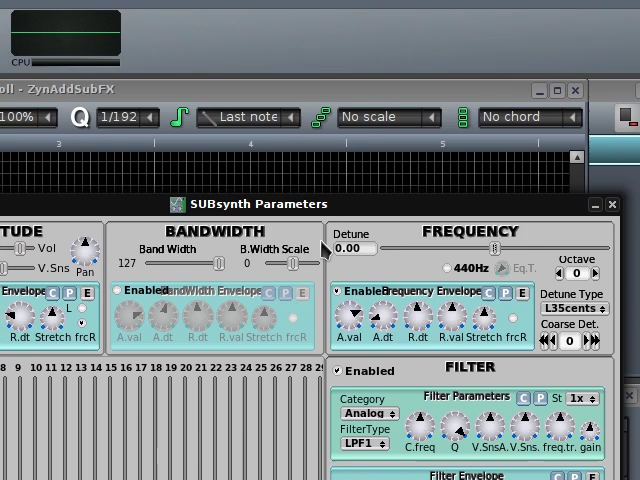 CPU
oll - ZynAddSubFX
100% Q 1/192 Last note No scale No chord
3 4 5
SUBsynth Parameters
TUDE BANDWIDTH FREQUENCY
Vol Band Width B.Width Scale Detune
127 0 0.00
V.Sns Pan 440Hz Eq.T. Octave
0
Envelope C P E Enabled BandWidth Envelope C P E Enabled Frequency Envelope C P E Detune Type
L L35cents
R.dt Stretch frcR A.val A.dt R.dt R.val Stretch frcR A.val A.dt R.dt R.val Stretch frcR Coarse Det.
0
FILTER
8 9 10 11 12 13 14 15 16 17 18 19 20 21 22 23 24 25 26 27 28 29 Enabled
Category Filter Parameters C P St 1x
Analog
FilterType
LPF1 C.freq Q V.SnsA. V.Sns. freq.tr. gain
Filter Envelope C P E